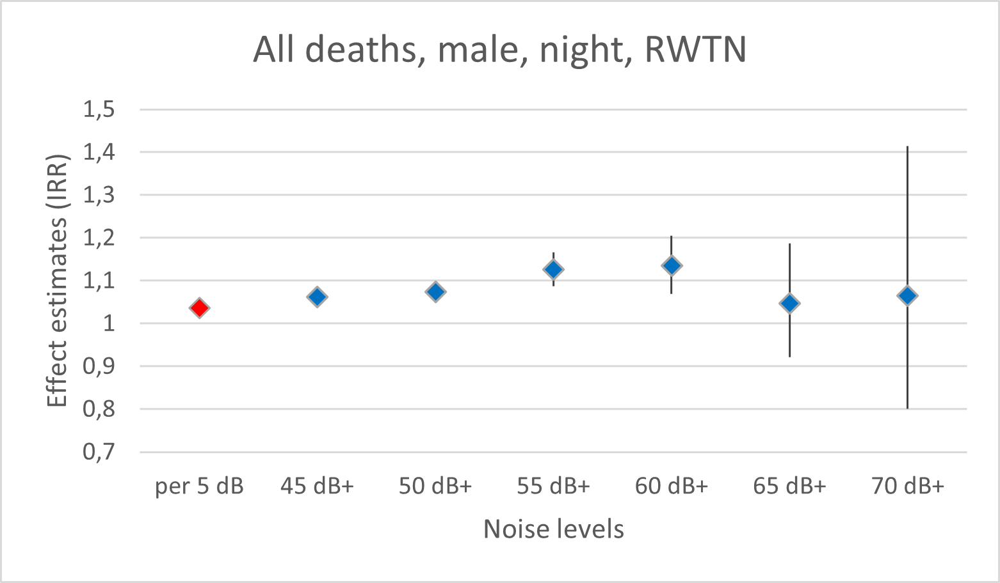 All deaths, male, night, RWTN
Effect estimates (IRR)
1,5
1,4
1,3
1,2
1,1
1
0,9
0,8
0,7
per 5 dB
45 dB+
50 dB+
55 dB+
60 dB+
65 dB+
70 dB+
Noise levels